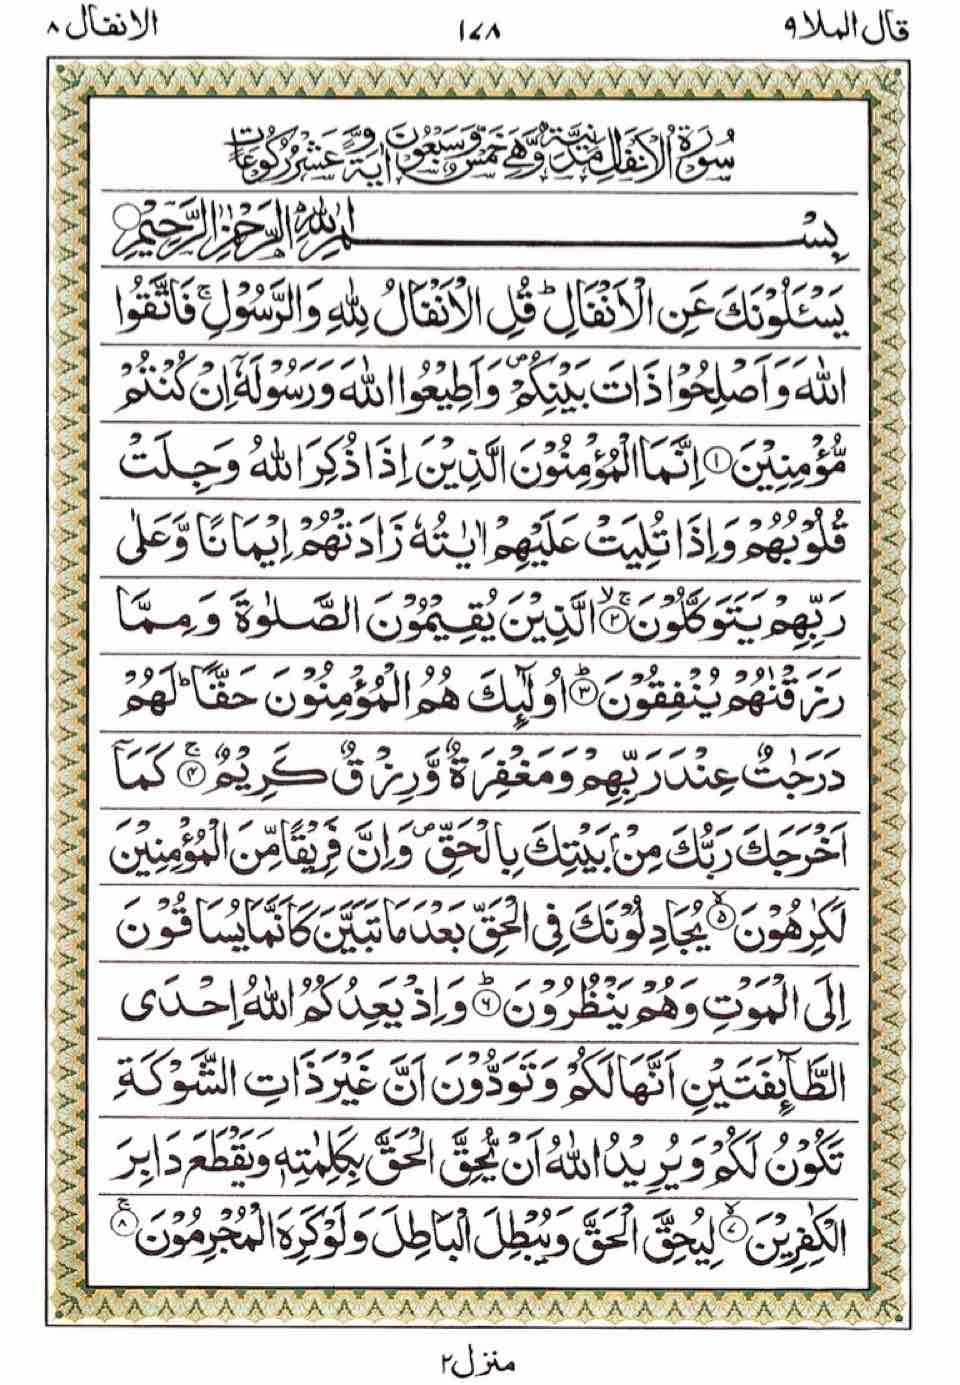 قال الملا ٩ ١٧٨ الانفال ٨
سُوْرَةُ الْاَنْفَالِ مَدَنِيَّةٌ وَّهِيَ خَمْسٌ وَّسَبْعُوْنَ اٰيَةً وَّعَشْرُ رُكُوْعَاتٍ
بِسْمِ اللّٰهِ الرَّحْمٰنِ الرَّحِيْمِ
يَسْـَٔلُوْنَكَ عَنِ الْاَنْفَالِ ؕ قُلِ الْاَنْفَالُ لِلّٰهِ وَالرَّسُوْلِ ۚ فَاتَّقُوا
اللّٰهَ وَاَصْلِحُوْا ذَاتَ بَيْنِكُمْ ۪ وَاَطِيْعُوا اللّٰهَ وَرَسُوْلَهٗۤ اِنْ كُنْتُمْ
مُّؤْمِنِيْنَ ۝١ اِنَّمَا الْمُؤْمِنُوْنَ الَّذِيْنَ اِذَا ذُكِرَ اللّٰهُ وَجِلَتْ
قُلُوْبُهُمْ وَاِذَا تُلِيَتْ عَلَيْهِمْ اٰيٰتُهٗ زَادَتْهُمْ اِيْمَانًا وَّعَلٰى
رَبِّهِمْ يَتَوَكَّلُوْنَ ۝٢ۚۙ الَّذِيْنَ يُقِيْمُوْنَ الصَّلٰوةَ وَمِمَّا
رَزَقْنٰهُمْ يُنْفِقُوْنَ ۝٣ؕ اُولٰٓئِكَ هُمُ الْمُؤْمِنُوْنَ حَقًّا ؕ لَهُمْ
دَرَجٰتٌ عِنْدَ رَبِّهِمْ وَمَغْفِرَةٌ وَّرِزْقٌ كَرِيْمٌ ۝٤ۚ كَمَاۤ
اَخْرَجَكَ رَبُّكَ مِنْۢ بَيْتِكَ بِالْحَقِّ ۪ وَاِنَّ فَرِيْقًا مِّنَ الْمُؤْمِنِيْنَ
لَكٰرِهُوْنَ ۝٥ۙ يُجَادِلُوْنَكَ فِى الْحَقِّ بَعْدَ مَا تَبَيَّنَ كَاَنَّمَا يُسَاقُوْنَ
اِلَى الْمَوْتِ وَهُمْ يَنْظُرُوْنَ ۝٦ؕ وَاِذْ يَعِدُكُمُ اللّٰهُ اِحْدَى
الطَّآئِفَتَيْنِ اَنَّهَا لَكُمْ وَتَوَدُّوْنَ اَنَّ غَيْرَ ذَاتِ الشَّوْكَةِ
تَكُوْنُ لَكُمْ وَيُرِيْدُ اللّٰهُ اَنْ يُّحِقَّ الْحَقَّ بِكَلِمٰتِهٖ وَيَقْطَعَ دَابِرَ
الْكٰفِرِيْنَ ۝٧ۙ لِيُحِقَّ الْحَقَّ وَيُبْطِلَ الْبَاطِلَ وَلَوْ كَرِهَ الْمُجْرِمُوْنَ ۝٨ۚ
منزل ٢